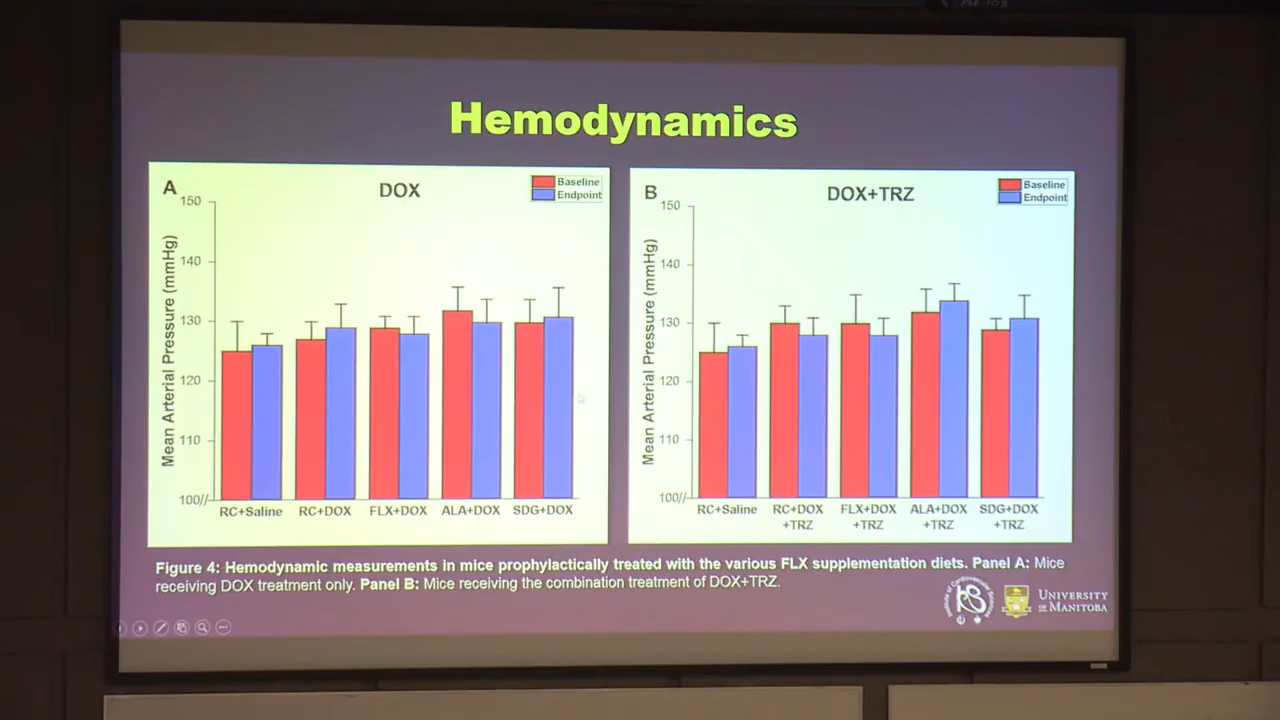 Hemodynamics
A
DOX
Baseline
Endpoint
Mean Arterial Pressure (mmHg)
150
140
130
120
110
100//
RC+Saline RC+DOX FLX+DOX ALA+DOX SDG+DOX
B
DOX+TRZ
Baseline
Endpoint
Mean Arterial Pressure (mmHg)
150
140
130
120
110
100//
RC+Saline RC+DOX FLX+DOX ALA+DOX SDG+DOX
+TRZ +TRZ +TRZ +TRZ
Figure 4: Hemodynamic measurements in mice prophylactically treated with the various FLX supplementation diets. Panel A: Mice
receiving DOX treatment only. Panel B: Mice receiving the combination treatment of DOX+TRZ.
Institute of Cardiovascular Sciences
UNIVERSITY
OF MANITOBA